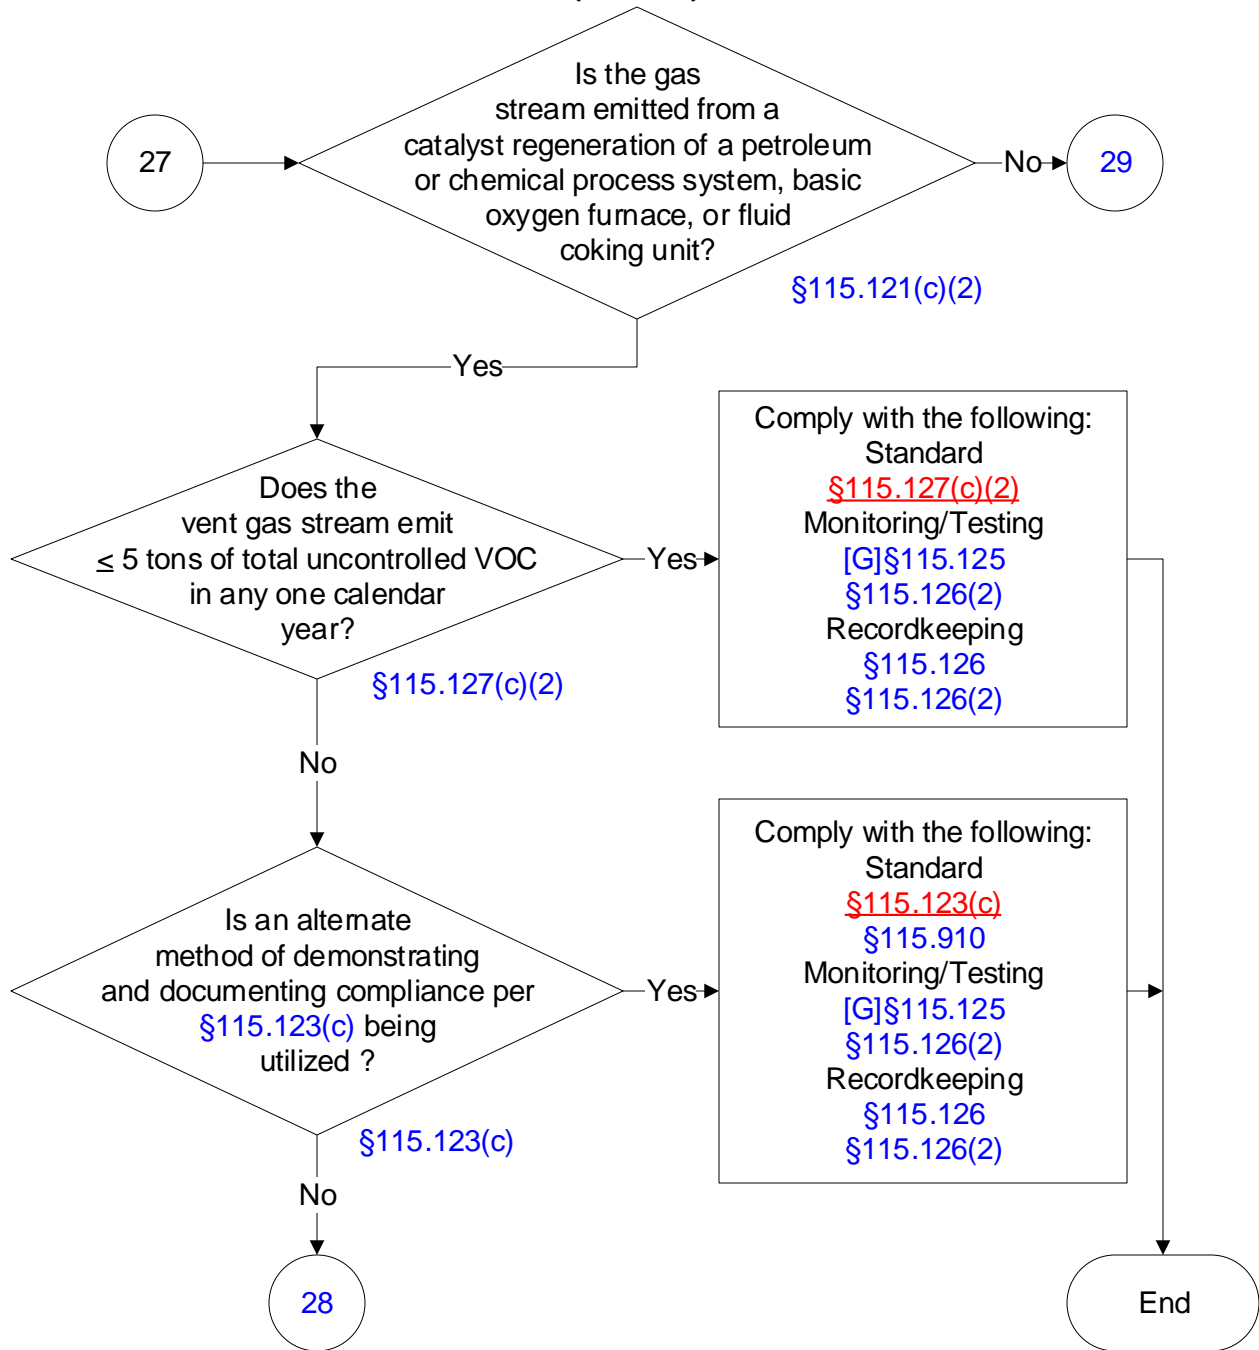 Is the gas
stream emitted from a
catalyst regeneration of a petroleum
or chemical process system, basic
oxygen furnace, or fluid
coking unit?
27
No
29
§115.121(c)(2)
Yes
Does the
vent gas stream emit
≤ 5 tons of total uncontrolled VOC
in any one calendar
year?
§115.127(c)(2)
Yes
Comply with the following:
Standard
§115.127(c)(2)
Monitoring/Testing
[G]§115.125
§115.126(2)
Recordkeeping
§115.126
§115.126(2)
No
Is an alternate
method of demonstrating
and documenting compliance per
§115.123(c) being
utilized ?
§115.123(c)
Yes
Comply with the following:
Standard
§115.123(c)
§115.910
Monitoring/Testing
[G]§115.125
§115.126(2)
Recordkeeping
§115.126
§115.126(2)
No
28
End